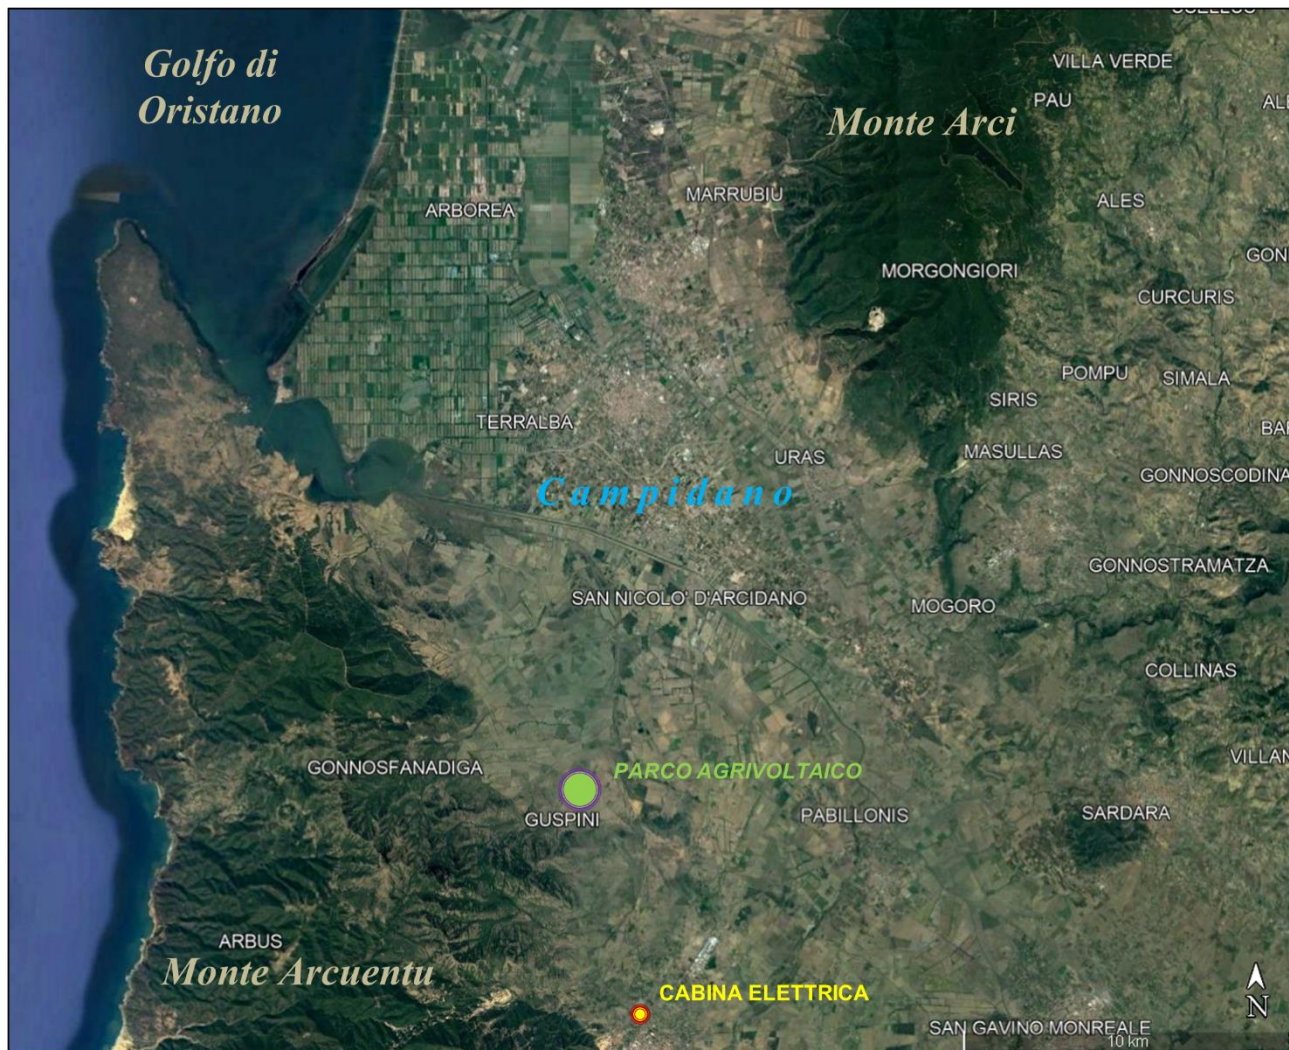 Golfo di
Oristano
VILLA VERDE
PAU
Monte Arci
MARRUBIU
ALES
ARBOREA
MORGONGIORI
CURCURIS
POMPU
SIMALA
SIRIS
TERRALBA
URAS
MASULLAS
GONNOSCODINA
Campidano
GONNOSTRAMATZA
SAN NICOLO' D'ARCIDANO
MOGORO
COLLINAS
GONNOSFANADIGA
PARCO AGRIVOLTAICO
GUSPINI
PABILLONIS
SARDARA
ARBUS
Monte Arcuentu
CABINA ELETTRICA
N
SAN GAVINO MONREALE
10 km